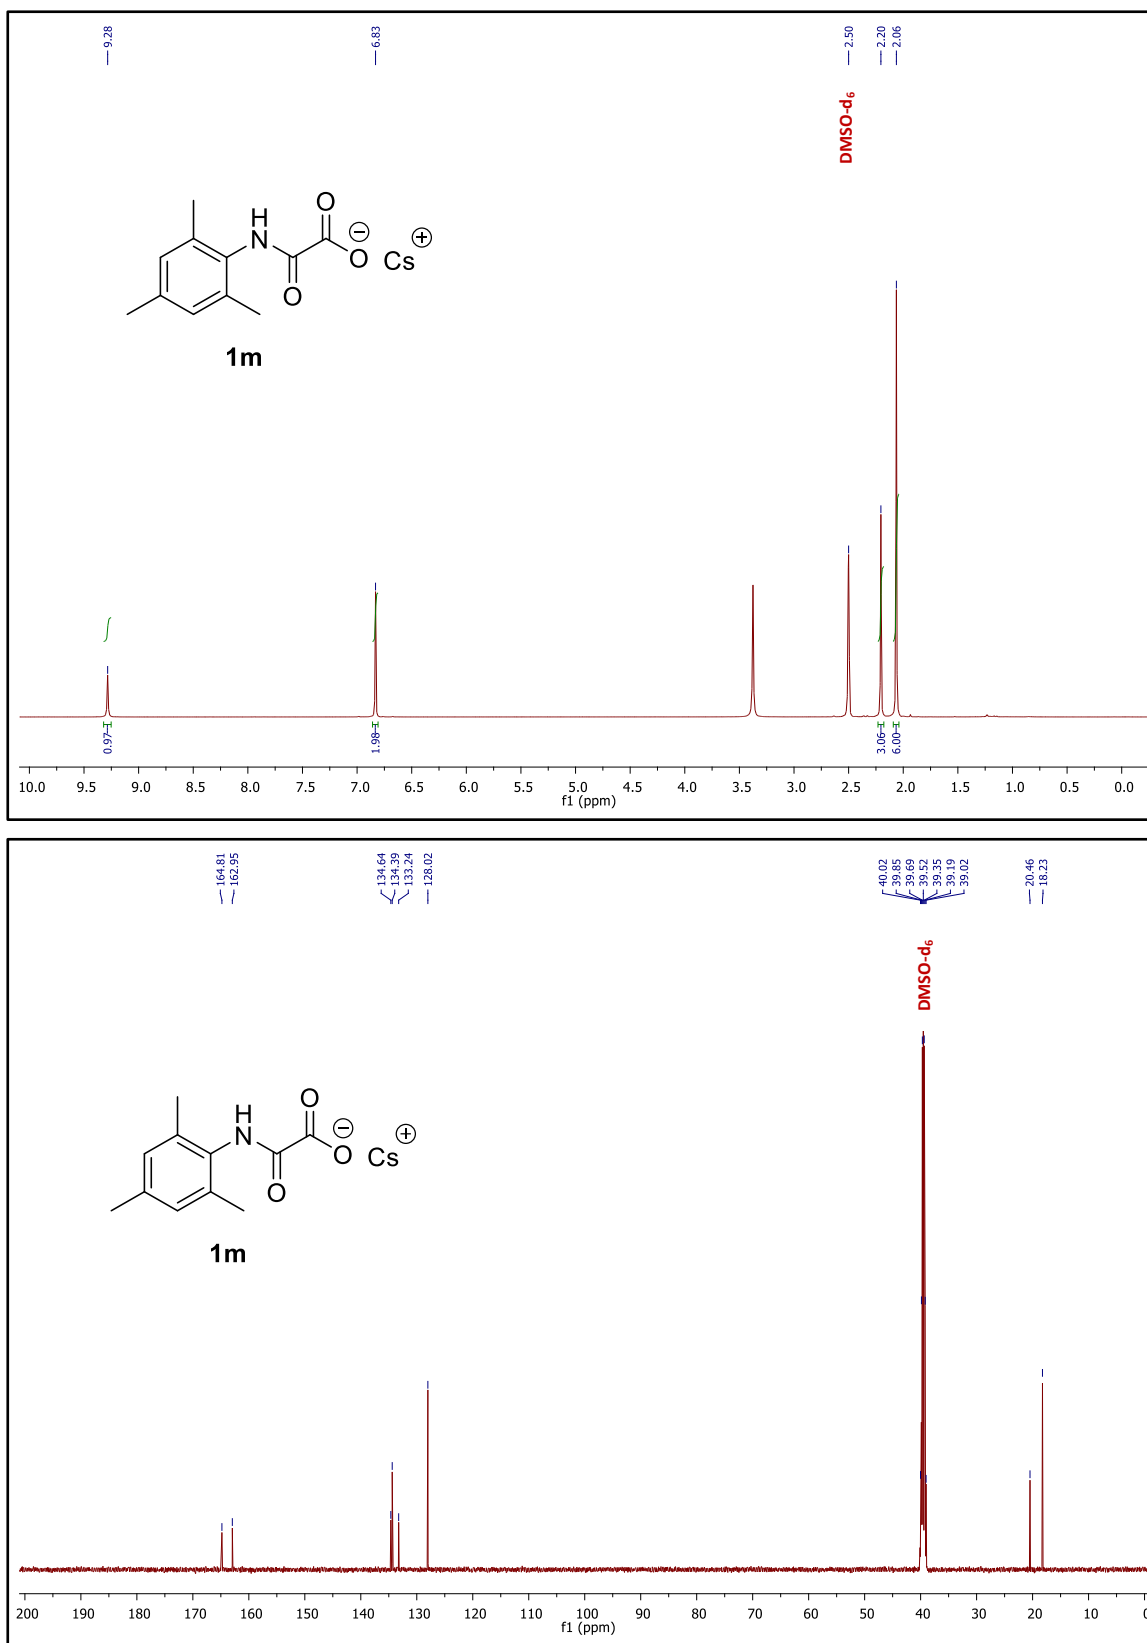 9.28
6.83
2.50
2.20
2.06
DMSO-d6
H
N
O
O
O
⊖
Cs
⊕
1m
0.97
1.98
3.06
6.00
10.0 9.5 9.0 8.5 8.0 7.5 7.0 6.5 6.0 5.5 5.0 4.5 4.0 3.5 3.0 2.5 2.0 1.5 1.0 0.5 0.0
f1 (ppm)
164.81
162.95
134.64
134.39
133.24
128.02
40.02
39.85
39.69
39.52
39.35
39.19
39.02
20.46
18.23
DMSO-d6
H
N
O
O
O
⊖
Cs
⊕
1m
200 190 180 170 160 150 140 130 120 110 100 90 80 70 60 50 40 30 20 10 0
f1 (ppm)